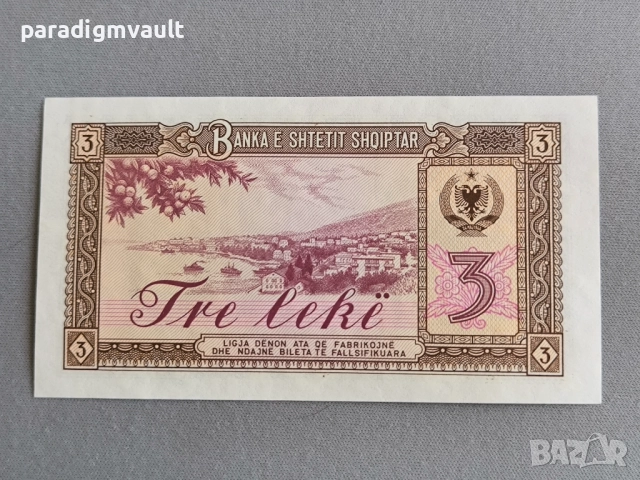 paradigmvault
3
BANKA E SHTETIT SHQIPTAR
3
Tre lekë
3
3
LIGJA DËNON ATA QË FABRIKOJNË
DHE NDAJNË BILETA TË FALLSIFIKUARA
3
BAZAR